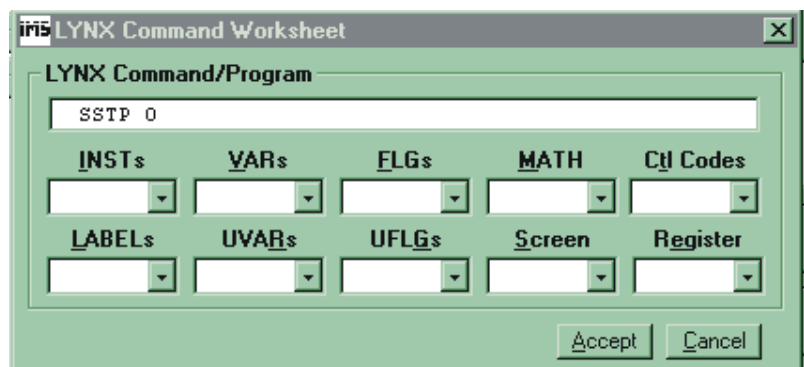 ims LYNX Command Worksheet
LYNX Command/Program
SSTP 0
INSTs VARs FLGs MATH Ctl Codes
LABELs UVARs UFLGs Screen Register
Accept Cancel